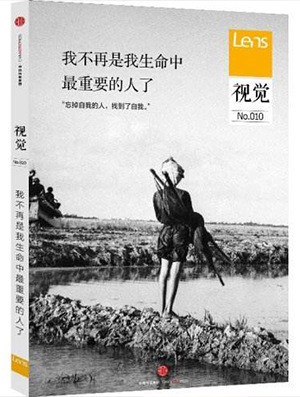 我不再是我生命中
最重要的人了
“忘掉自我的人，找到了自我。”
Lens
视觉
No.010
视觉
No.010
我不再是我生命中最重要的人了
Lens